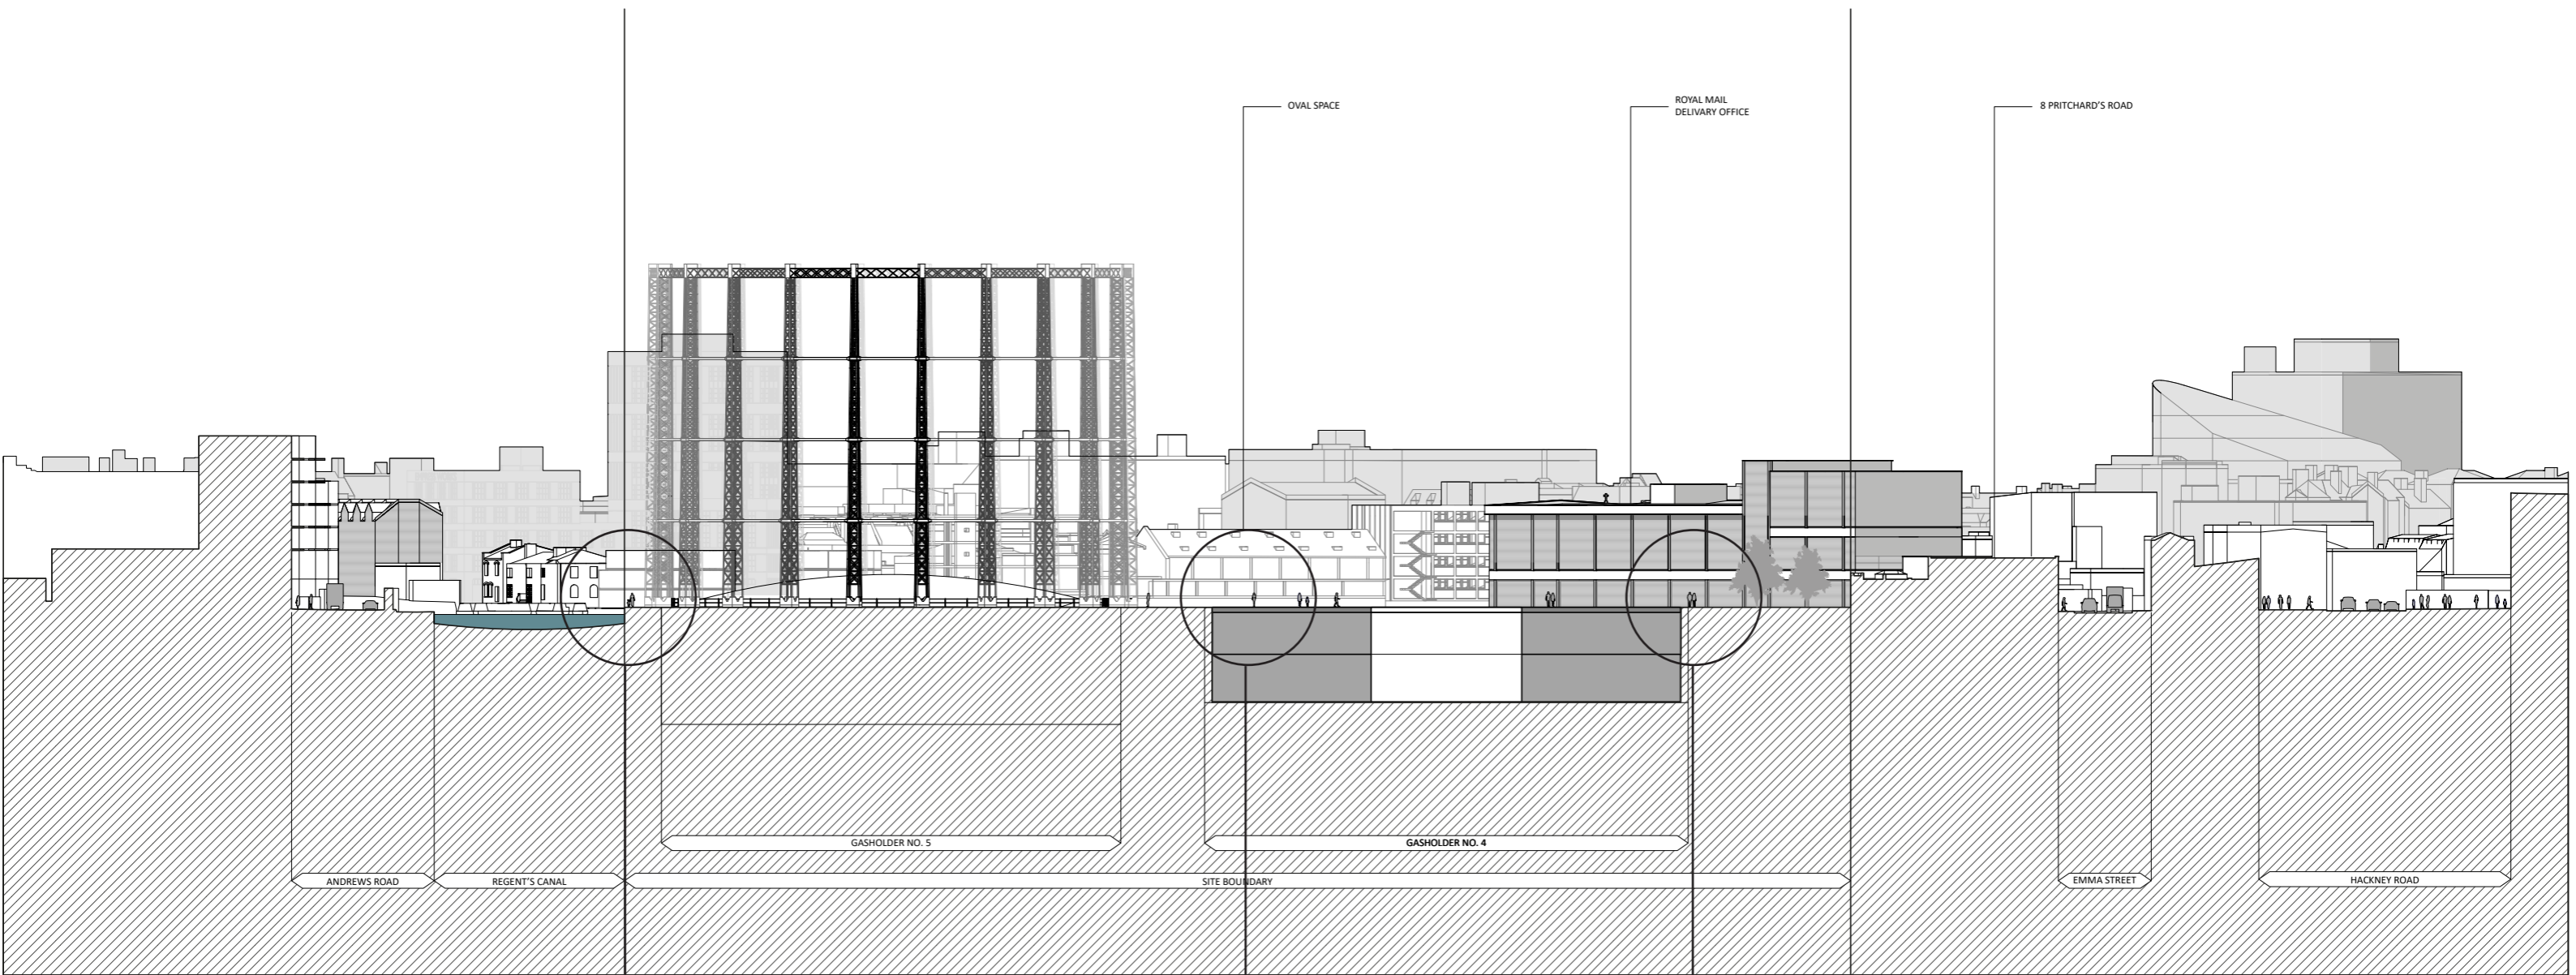 OVAL SPACE
ROYAL MAIL
DELIVARY OFFICE
8 PRITCHARD'S ROAD
GASHOLDER NO. 5
GASHOLDER NO. 4
ANDREWS ROAD
REGENT'S CANAL
SITE BOUNDARY
EMMA STREET
HACKNEY ROAD